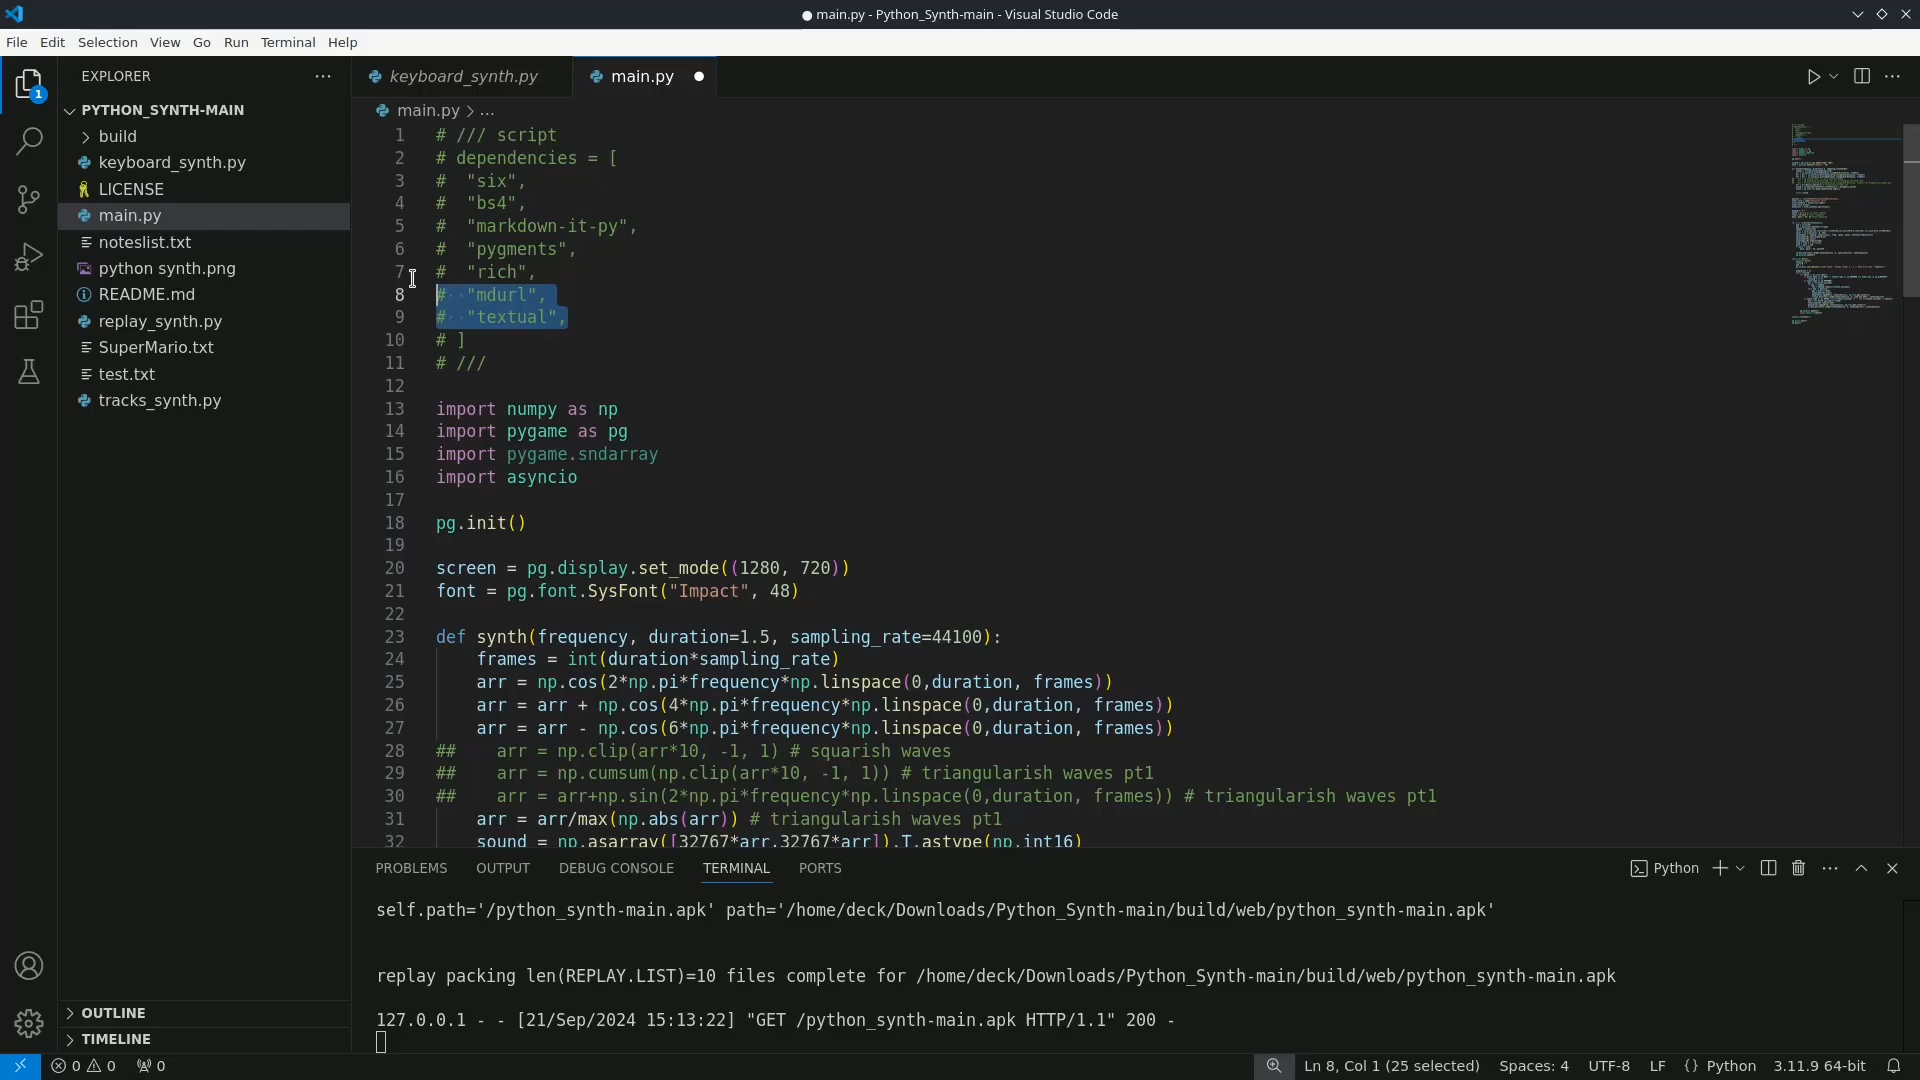 main.py - Python_Synth-main - Visual Studio Code
File Edit Selection View Go Run Terminal Help
EXPLORER
keyboard_synth.py
main.py
1
PYTHON_SYNTH-MAIN
build
keyboard_synth.py
LICENSE
main.py
noteslist.txt
python synth.png
README.md
replay_synth.py
SuperMario.txt
test.txt
tracks_synth.py
OUTLINE
TIMELINE
main.py > ...
1 # /// script
2 # dependencies = [
3 #  "six",
4 #  "bs4",
5 #  "markdown-it-py",
6 #  "pygments",
7 #  "rich",
8 #  "mdurl",
9 #  "textual",
10 # ]
11 # ///
12
13 import numpy as np
14 import pygame as pg
15 import pygame.sndarray
16 import asyncio
17
18 pg.init()
19
20 screen = pg.display.set_mode((1280, 720))
21 font = pg.font.SysFont("Impact", 48)
22
23 def synth(frequency, duration=1.5, sampling_rate=44100):
24     frames = int(duration*sampling_rate)
25     arr = np.cos(2*np.pi*frequency*np.linspace(0,duration, frames))
26     arr = arr + np.cos(4*np.pi*frequency*np.linspace(0,duration, frames))
27     arr = arr - np.cos(6*np.pi*frequency*np.linspace(0,duration, frames))
28 ##    arr = np.clip(arr*10, -1, 1) # squarish waves
29 ##    arr = np.cumsum(np.clip(arr*10, -1, 1)) # triangularish waves pt1
30 ##    arr = arr+np.sin(2*np.pi*frequency*np.linspace(0,duration, frames)) # triangularish waves pt1
31     arr = arr/max(np.abs(arr)) # triangularish waves pt1
32     sound = np.asarray([32767*arr,32767*arr]).T.astype(np.int16)
PROBLEMS OUTPUT DEBUG CONSOLE TERMINAL PORTS
Python
self.path='/python_synth-main.apk' path='/home/deck/Downloads/Python_Synth-main/build/web/python_synth-main.apk'
replay packing len(REPLAY.LIST)=10 files complete for /home/deck/Downloads/Python_Synth-main/build/web/python_synth-main.apk
127.0.0.1 - - [21/Sep/2024 15:13:22] "GET /python_synth-main.apk HTTP/1.1" 200 -
0 0 0 Ln 8, Col 1 (25 selected) Spaces: 4 UTF-8 LF {} Python 3.11.9 64-bit